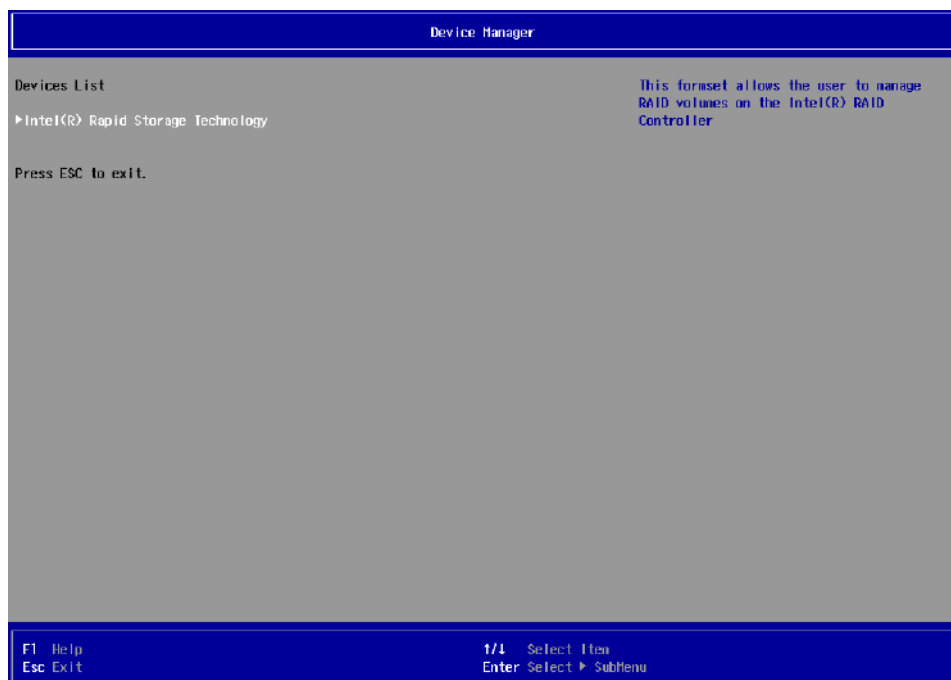 Device Manager
Devices List
▶Intel(R) Rapid Storage Technology
Press ESC to exit.
This formset allows the user to manage
RAID volumes on the Intel(R) RAID
Controller
F1 Help
Esc Exit
↑/↓ Select Item
Enter Select ▶ SubMenu